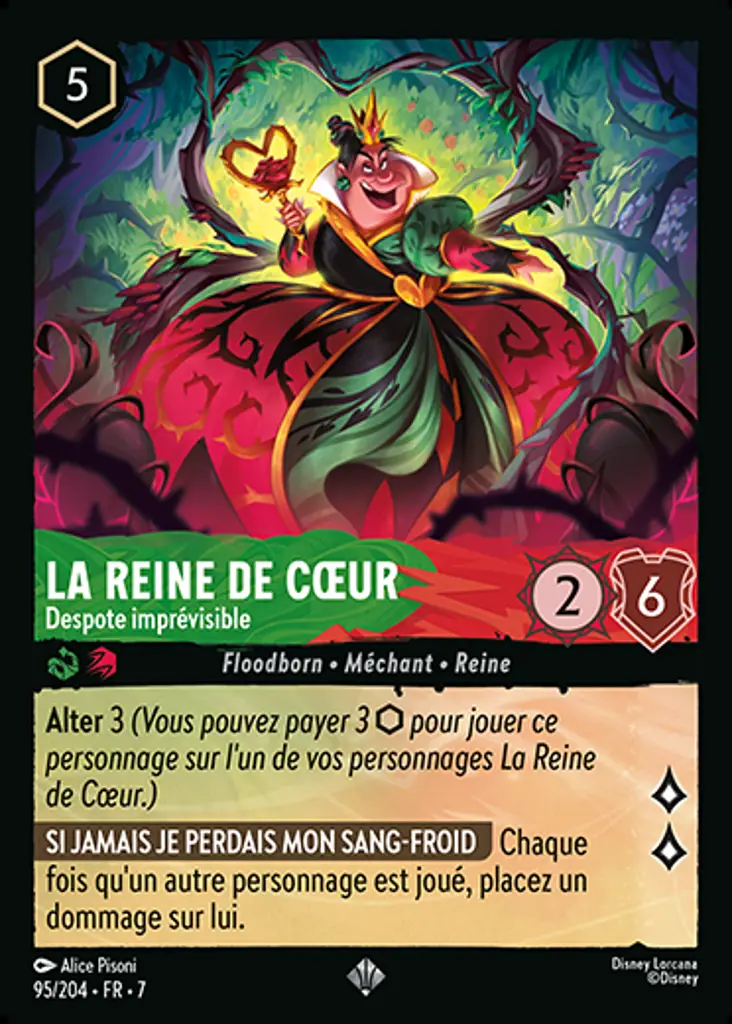 5
LA REINE DE CŒUR
Despote imprévisible
2
6
Floodborn • Méchant • Reine
Alter 3 (Vous pouvez payer 3 pour jouer ce
personnage sur l'un de vos personnages La Reine
de Cœur.)
SI JAMAIS JE PERDAIS MON SANG-FROID Chaque
fois qu'un autre personnage est joué, placez un
dommage sur lui.
Alice Pisoni
95/204 • FR • 7
Disney Lorcana
©Disney